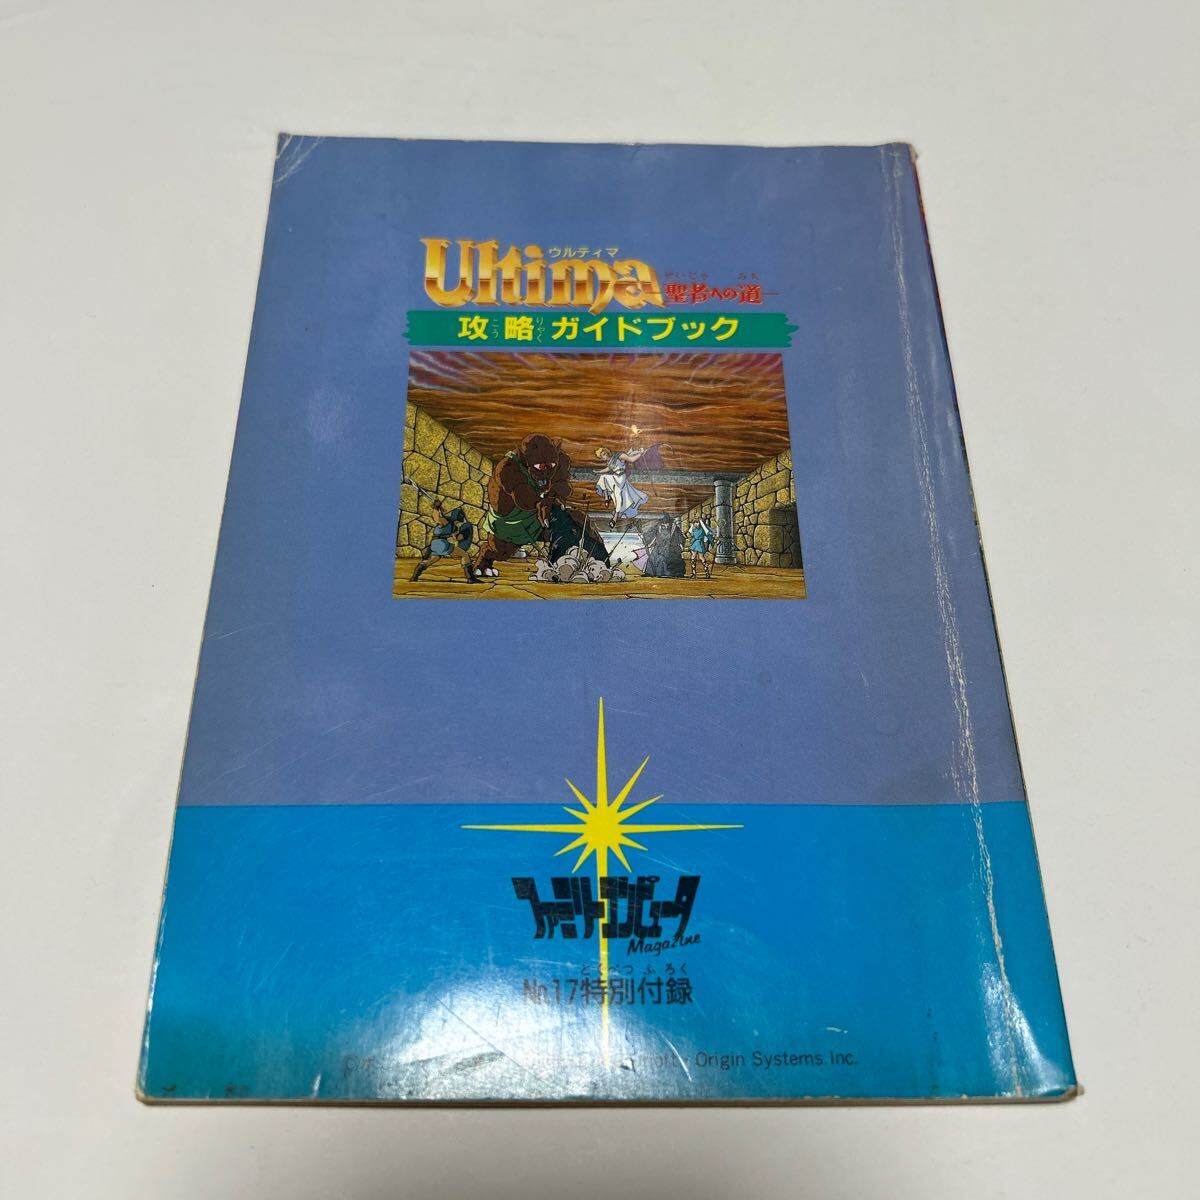 ウルティマ
Ultima
せいじゃ みち
―聖者への道―
こう りゃく
攻略ガイドブック
ファミリーコンピュータ
Magazine
とくべつ ふろく
No.17特別付録
©ポ Origin Systems Inc.